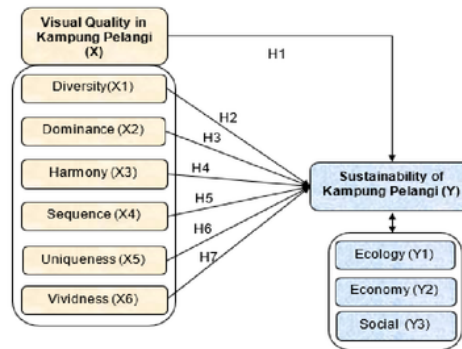 Visual Quality in
Kampung Pelangi
(X)
H1
Diversity(X1)
H2
Dominance (X2)
H3
Harmony (X3)
H4
Sequence (X4)
H5
Uniqueness (X5)
H6
Vividness (X6)
H7
Sustainability of
Kampung Pelangi (Y)
Ecology (Y1)
Economy (Y2)
Social (Y3)